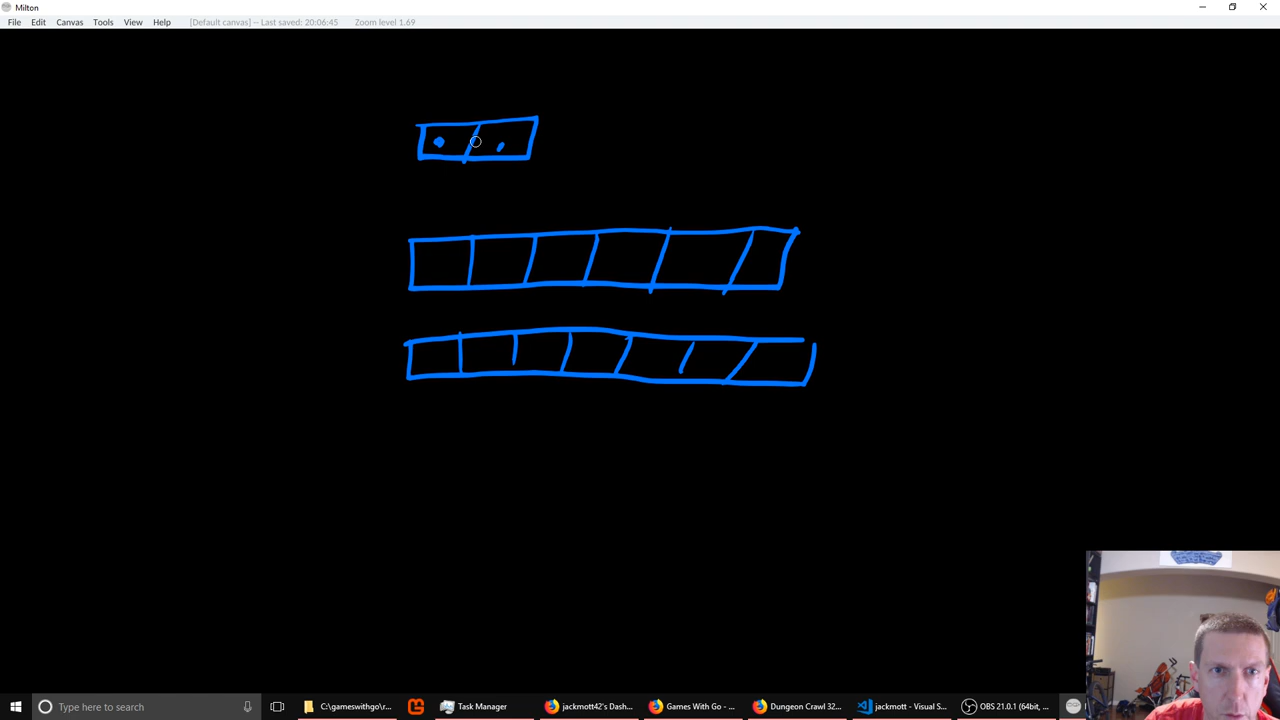 Milton
File Edit Canvas Tools View Help [Default canvas] -- Last saved: 20:06:45 Zoom level 1.69
Type here to search C:\gameswithgo\r... Task Manager jackmott42's Dash... Games With Go - ... Dungeon Crawl 32... jackmott - Visual S... OBS 21.0.1 (64bit, ...